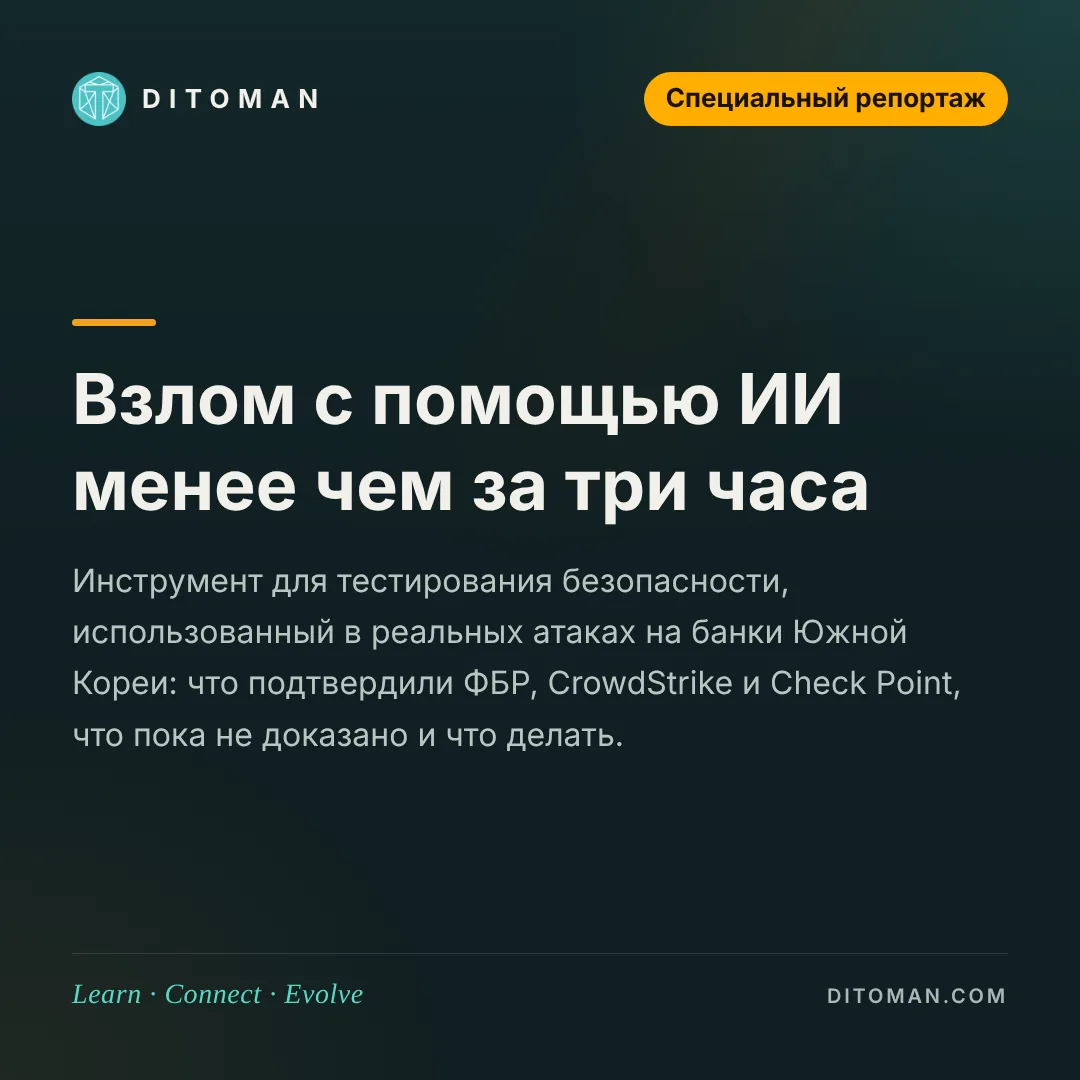 DITOMAN
Специальный репортаж
Взлом с помощью ИИ
менее чем за три часа
Инструмент для тестирования безопасности,
использованный в реальных атаках на банки Южной
Кореи: что подтвердили ФБР, CrowdStrike и Check Point,
что пока не доказано и что делать.
Learn · Connect · Evolve
DITOMAN.COM